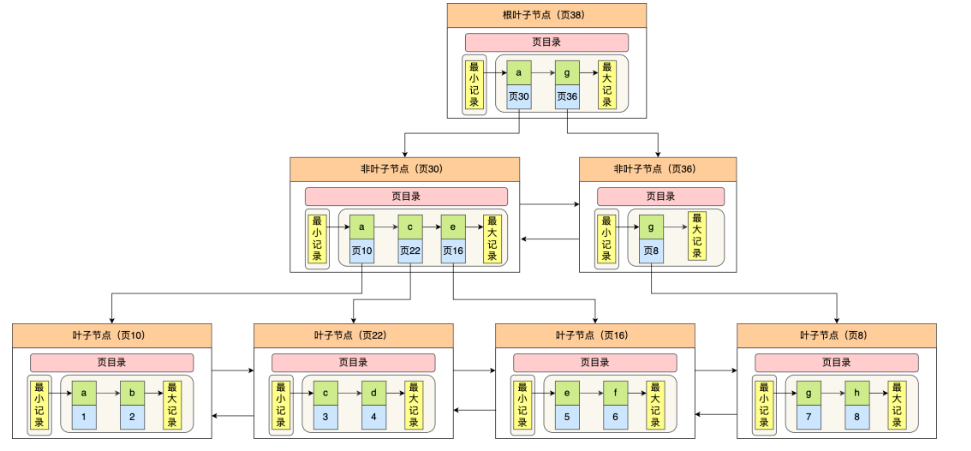 根叶子节点（页38）
页目录
最小记录
a
g
最大记录
页30
页36
非叶子节点（页30）
页目录
最小记录
a
c
e
最大记录
页10
页22
页16
非叶子节点（页36）
页目录
最小记录
g
最大记录
页8
叶子节点（页10）
页目录
最小记录
a
b
最大记录
1
2
叶子节点（页22）
页目录
最小记录
c
d
最大记录
3
4
叶子节点（页16）
页目录
最小记录
e
f
最大记录
5
6
叶子节点（页8）
页目录
最小记录
g
h
最大记录
7
8